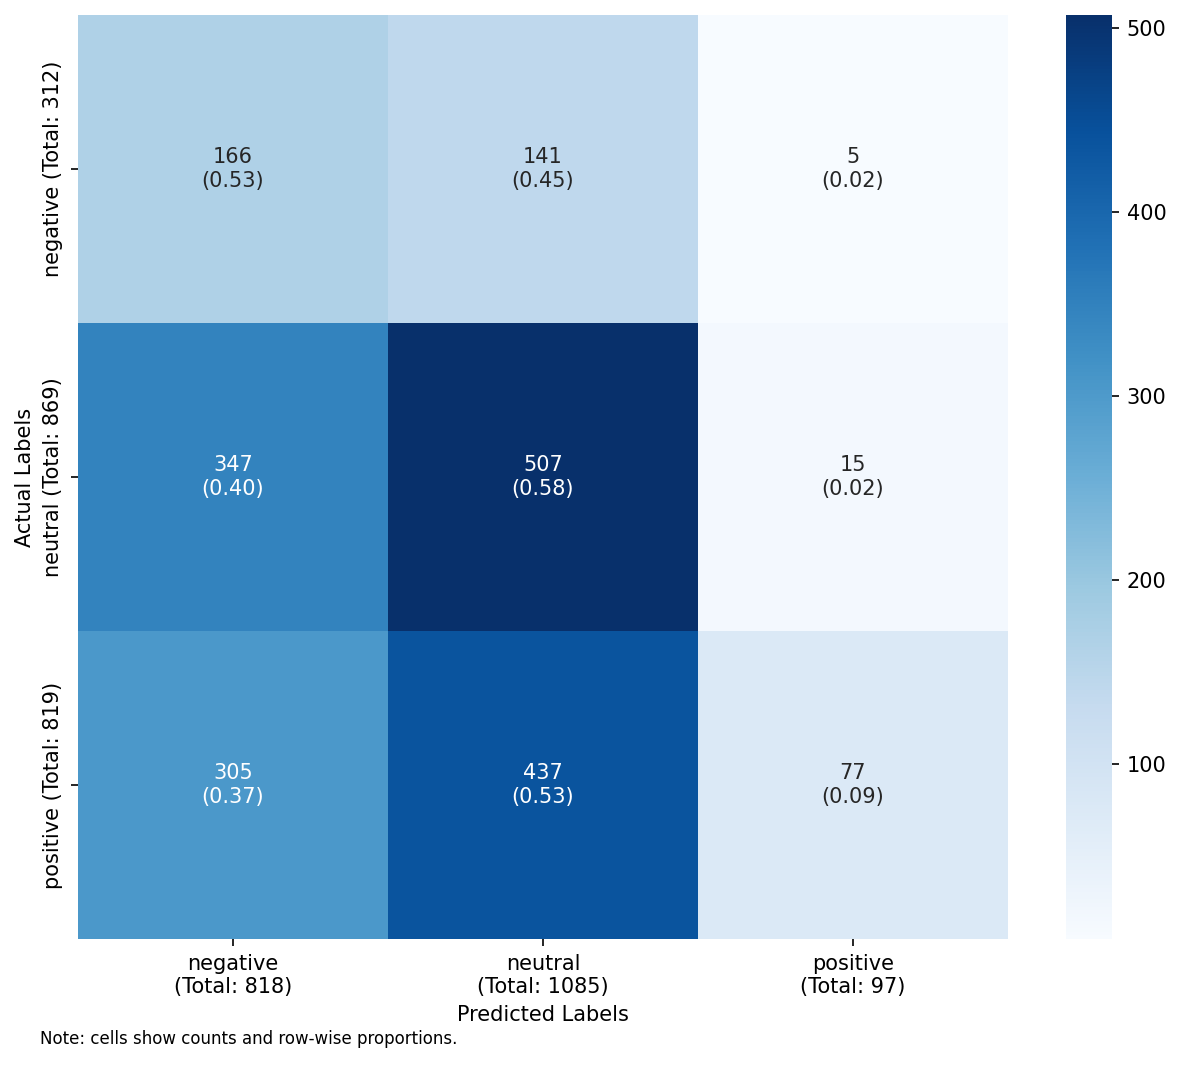 Actual Labels
negative (Total: 312)
neutral (Total: 869)
positive (Total: 819)
166
(0.53)
141
(0.45)
5
(0.02)
347
(0.40)
507
(0.58)
15
(0.02)
305
(0.37)
437
(0.53)
77
(0.09)
500
400
300
200
100
negative
(Total: 818)
neutral
(Total: 1085)
positive
(Total: 97)
Predicted Labels
Note: cells show counts and row-wise proportions.